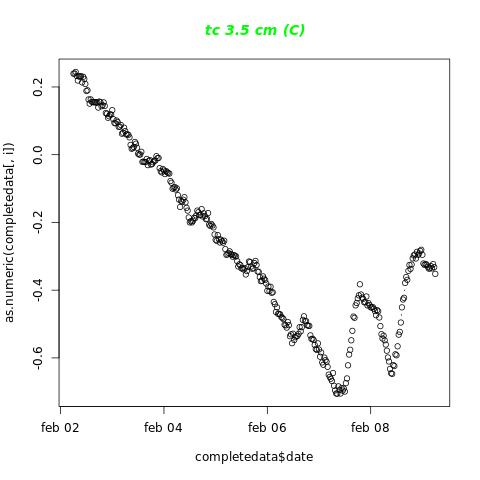 tc 3.5 cm (C)
as.numeric(completedata[, i])
0.2
0.0
-0.2
-0.4
-0.6
feb 02 feb 04 feb 06 feb 08
completedata$date